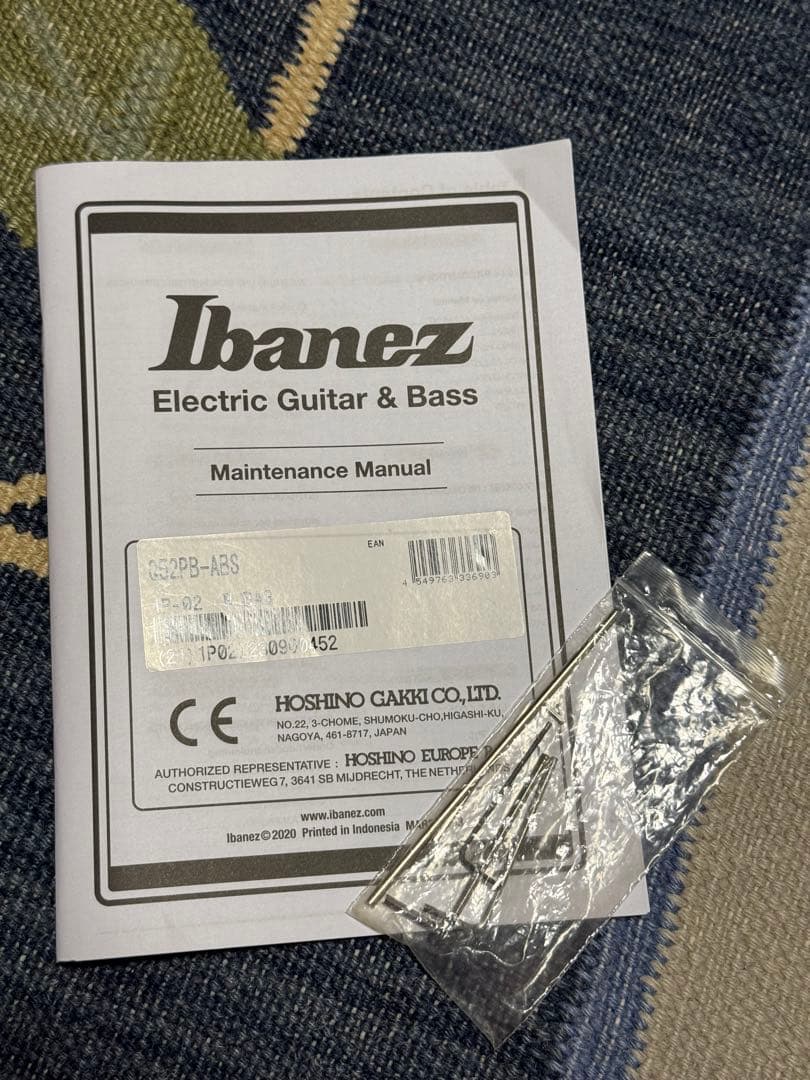 Ibanez
Electric Guitar & Bass
Maintenance Manual
EAN
Q52PB-ABS
4 549763 336903
HOSHINO GAKKI CO., LTD.
NO.22, 3-CHOME, SHUMOKU-CHO, HIGASHI-KU,
NAGOYA, 461-8717, JAPAN
CE
AUTHORIZED REPRESENTATIVE : HOSHINO EUROPE
CONSTRUCTIEWEG 7, 3641 SB MIJDRECHT, THE NETHERLANDS
www.ibanez.com
Ibanez©2020 Printed in Indonesia